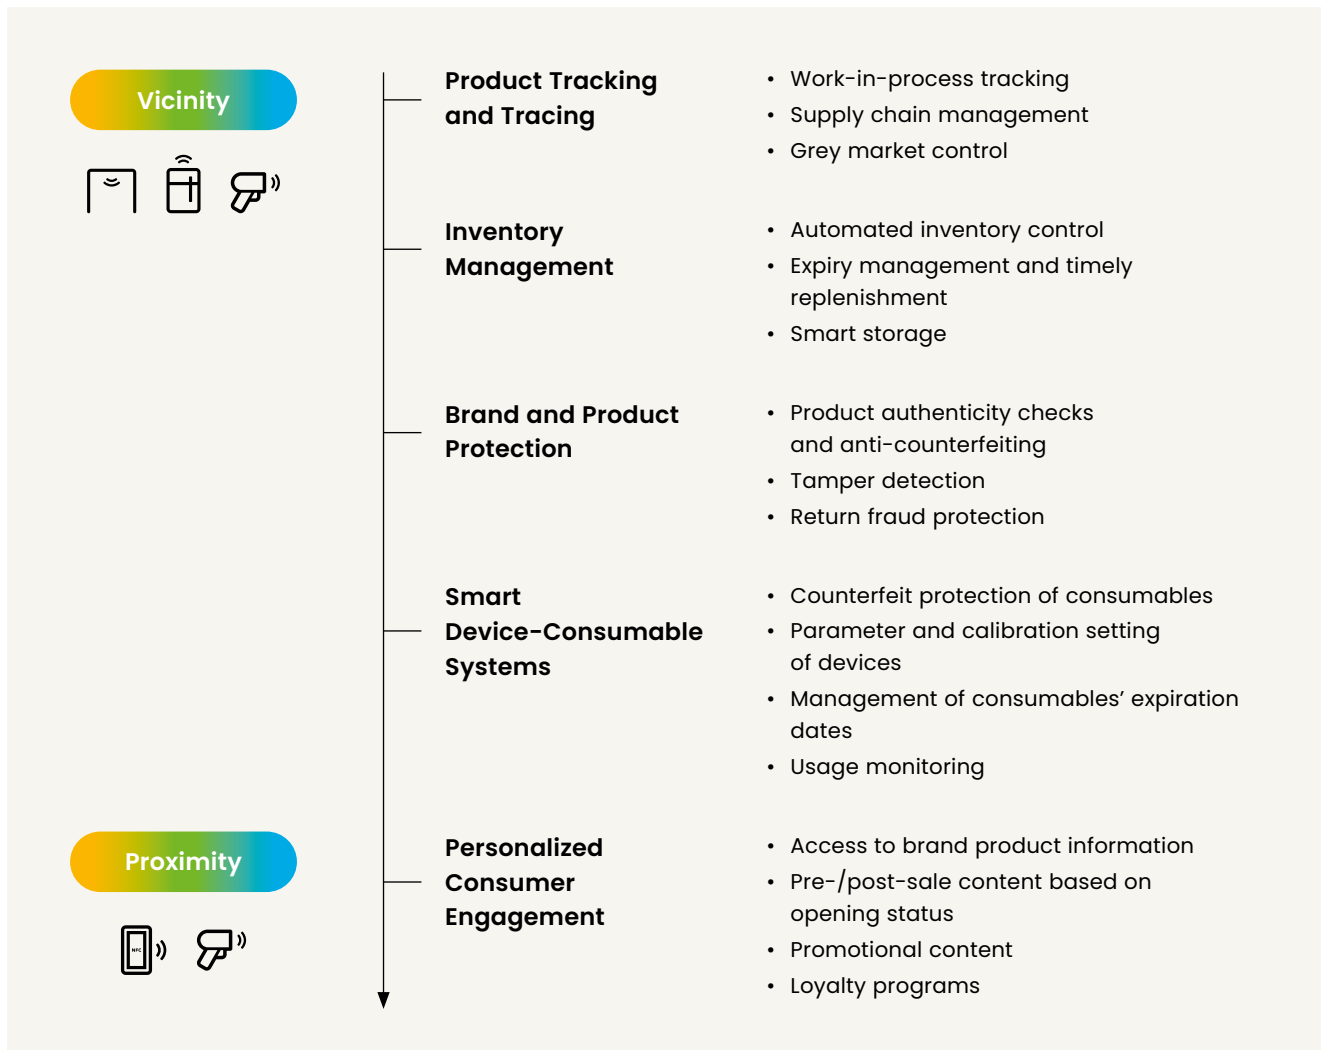 Vicinity
Product Tracking
and Tracing
• Work-in-process tracking
• Supply chain management
• Grey market control
Inventory
Management
• Automated inventory control
• Expiry management and timely
replenishment
• Smart storage
Brand and Product
Protection
• Product authenticity checks
and anti-counterfeiting
• Tamper detection
• Return fraud protection
Smart
Device-Consumable
Systems
• Counterfeit protection of consumables
• Parameter and calibration setting
of devices
• Management of consumables’ expiration
dates
• Usage monitoring
Proximity
NFC
Personalized
Consumer
Engagement
• Access to brand product information
• Pre-/post-sale content based on
opening status
• Promotional content
• Loyalty programs